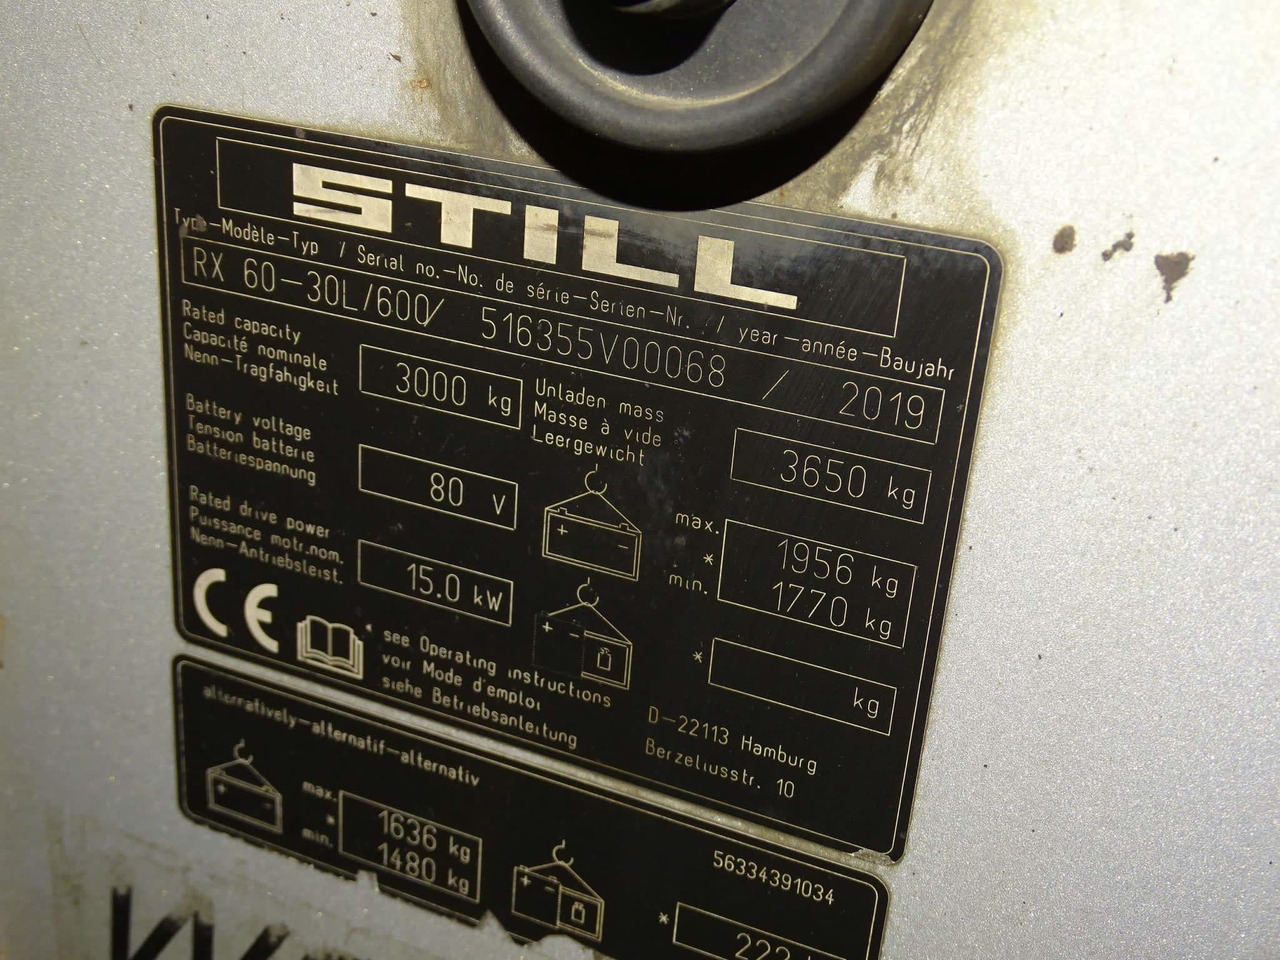 STILL
Type-Modèle-Typ / Serial no.-No. de série-Serien-Nr. / year-année-Baujahr
RX 60-30L/600/ 516355V00068 / 2019
Rated capacity
Capacité nominale
Nenn-Tragfähigkeit
3000 kg
Unladen mass
Masse à vide
Leergewicht
3650 kg
Battery voltage
Tension batterie
Batteriespannung
80 V
max.
*
min.
1956 kg
1770 kg
Rated drive power
Puissance motr.nom.
Nenn-Antriebsleist.
15.0 kW
* kg
CE
* see Operating instructions
voir Mode d'emploi
siehe Betriebsanleitung
D-22113 Hamburg
Berzeliusstr. 10
alternatively-alternatif-alternativ
max.
*
min.
1636 kg
1480 kg
56334391034
*